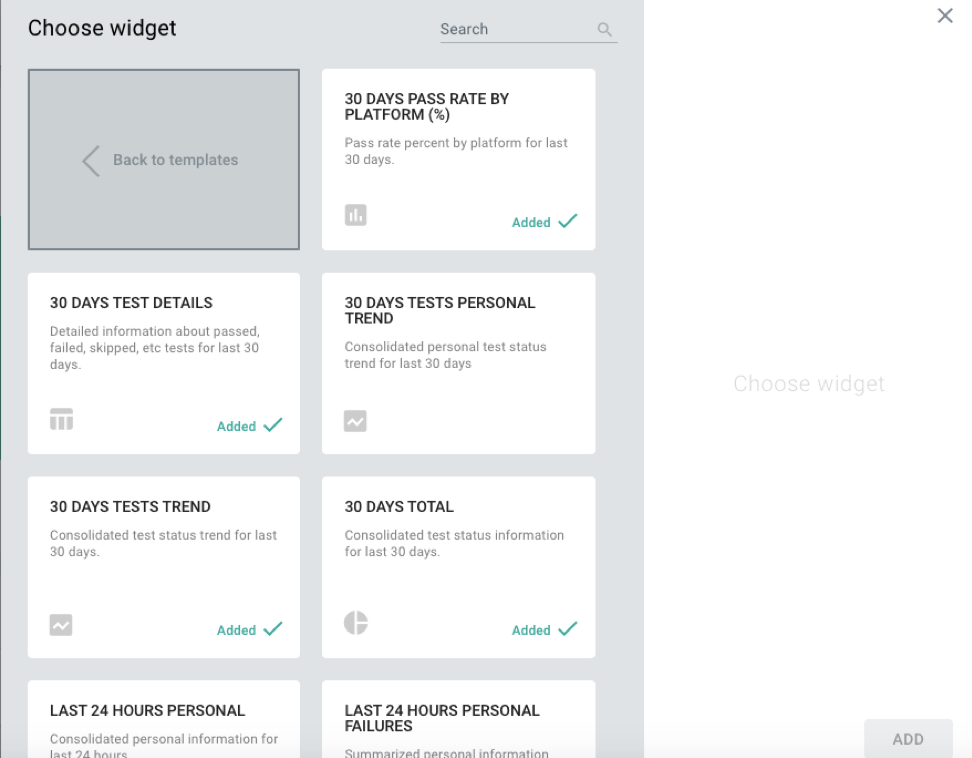 Choose widget
Search
Back to templates
30 DAYS PASS RATE BY
PLATFORM (%)
Pass rate percent by platform for last
30 days.
Added
30 DAYS TEST DETAILS
Detailed information about passed,
failed, skipped, etc tests for last 30
days.
Added
30 DAYS TESTS PERSONAL
TREND
Consolidated personal test status
trend for last 30 days
30 DAYS TESTS TREND
Consolidated test status trend for last
30 days.
Added
30 DAYS TOTAL
Consolidated test status information
for last 30 days.
Added
LAST 24 HOURS PERSONAL
Consolidated personal information for
last 24 hours
LAST 24 HOURS PERSONAL
FAILURES
Summarized personal information
Choose widget
ADD